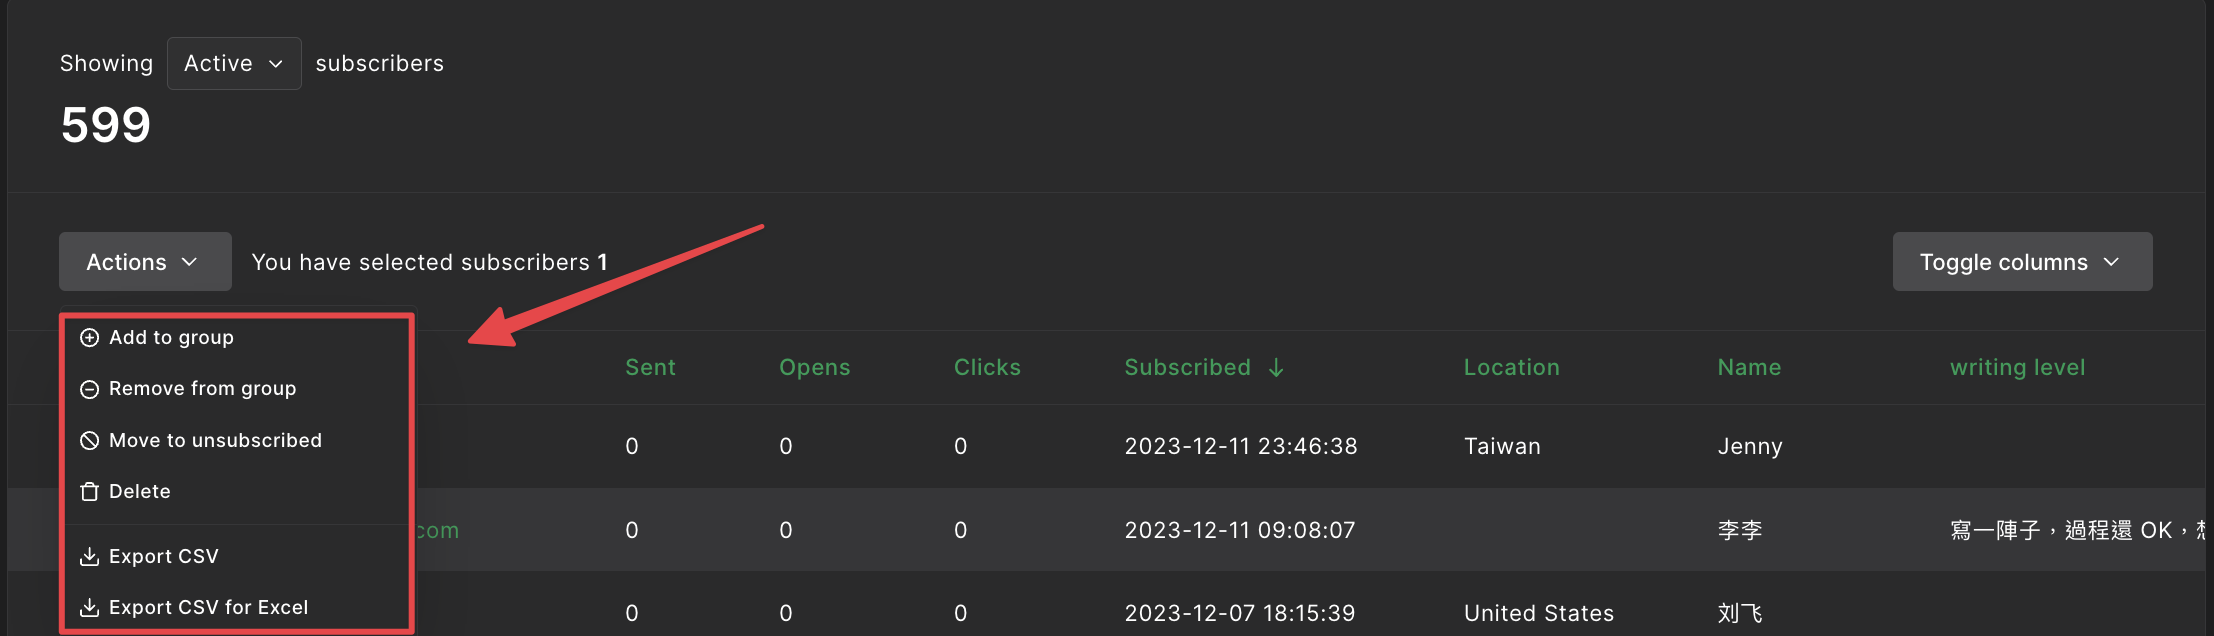 Showing Active subscribers
599
Actions You have selected subscribers 1 Toggle columns
Add to group
Remove from group
Move to unsubscribed
Delete
Export CSV
Export CSV for Excel
Sent Opens Clicks Subscribed ↓ Location Name writing level
0 0 0 2023-12-11 23:46:38 Taiwan Jenny
com 0 0 0 2023-12-11 09:08:07 李李 寫一陣子，過程還 OK，
0 0 0 2023-12-07 18:15:39 United States 刘飞